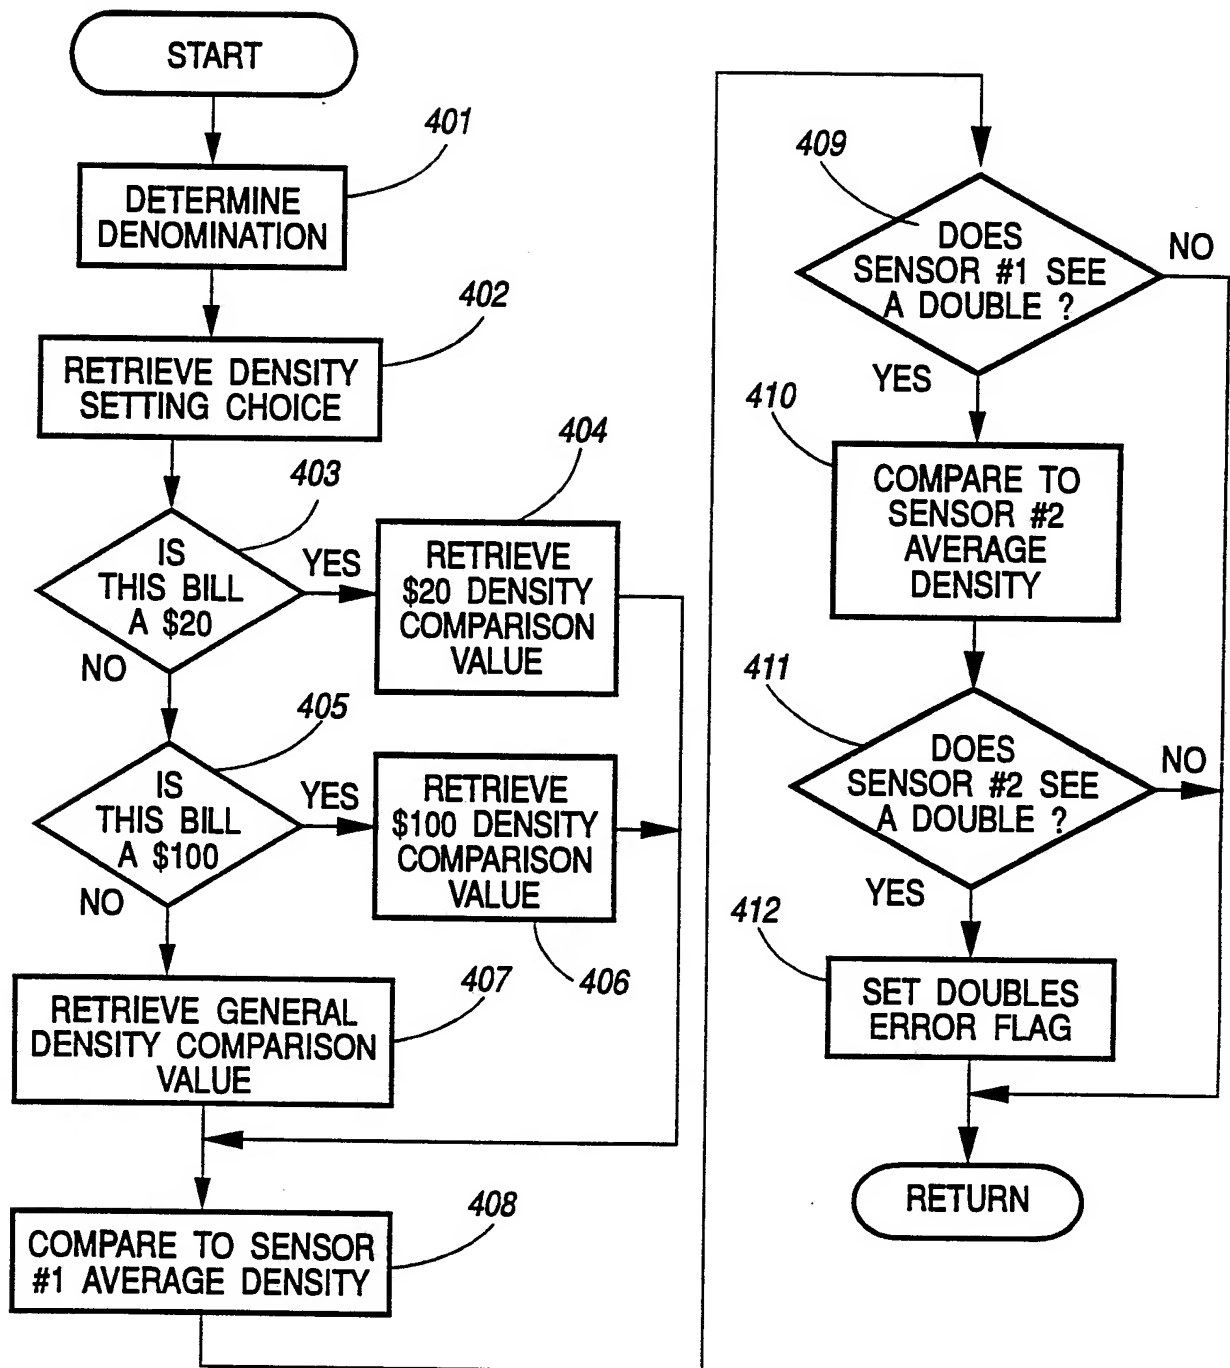 START
401
DETERMINE
DENOMINATION
402
RETRIEVE DENSITY
SETTING CHOICE
403
IS
THIS BILL
A $20
YES
NO
404
RETRIEVE
$20 DENSITY
COMPARISON
VALUE
405
IS
THIS BILL
A $100
YES
NO
RETRIEVE
$100 DENSITY
COMPARISON
VALUE
406
407
RETRIEVE GENERAL
DENSITY COMPARISON
VALUE
408
COMPARE TO SENSOR
#1 AVERAGE DENSITY
409
DOES
SENSOR #1 SEE
A DOUBLE ?
NO
YES
410
COMPARE TO
SENSOR #2
AVERAGE
DENSITY
411
DOES
SENSOR #2 SEE
A DOUBLE ?
NO
YES
412
SET DOUBLES
ERROR FLAG
RETURN